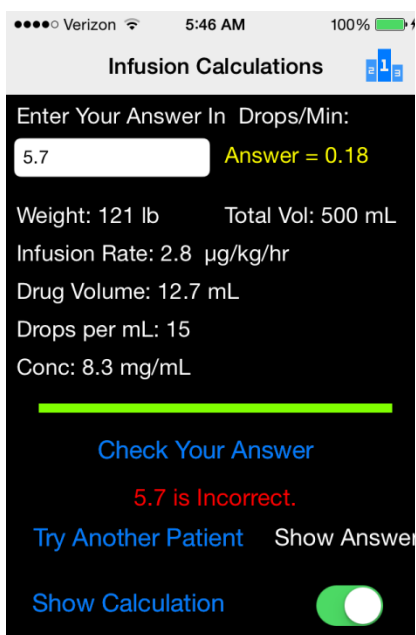 Verizon 5:46 AM 100%
Infusion Calculations 2 1 3
Enter Your Answer In Drops/Min:
5.7 Answer = 0.18
Weight: 121 lb Total Vol: 500 mL
Infusion Rate: 2.8 µg/kg/hr
Drug Volume: 12.7 mL
Drops per mL: 15
Conc: 8.3 mg/mL
Check Your Answer
5.7 is Incorrect.
Try Another Patient Show Answer
Show Calculation